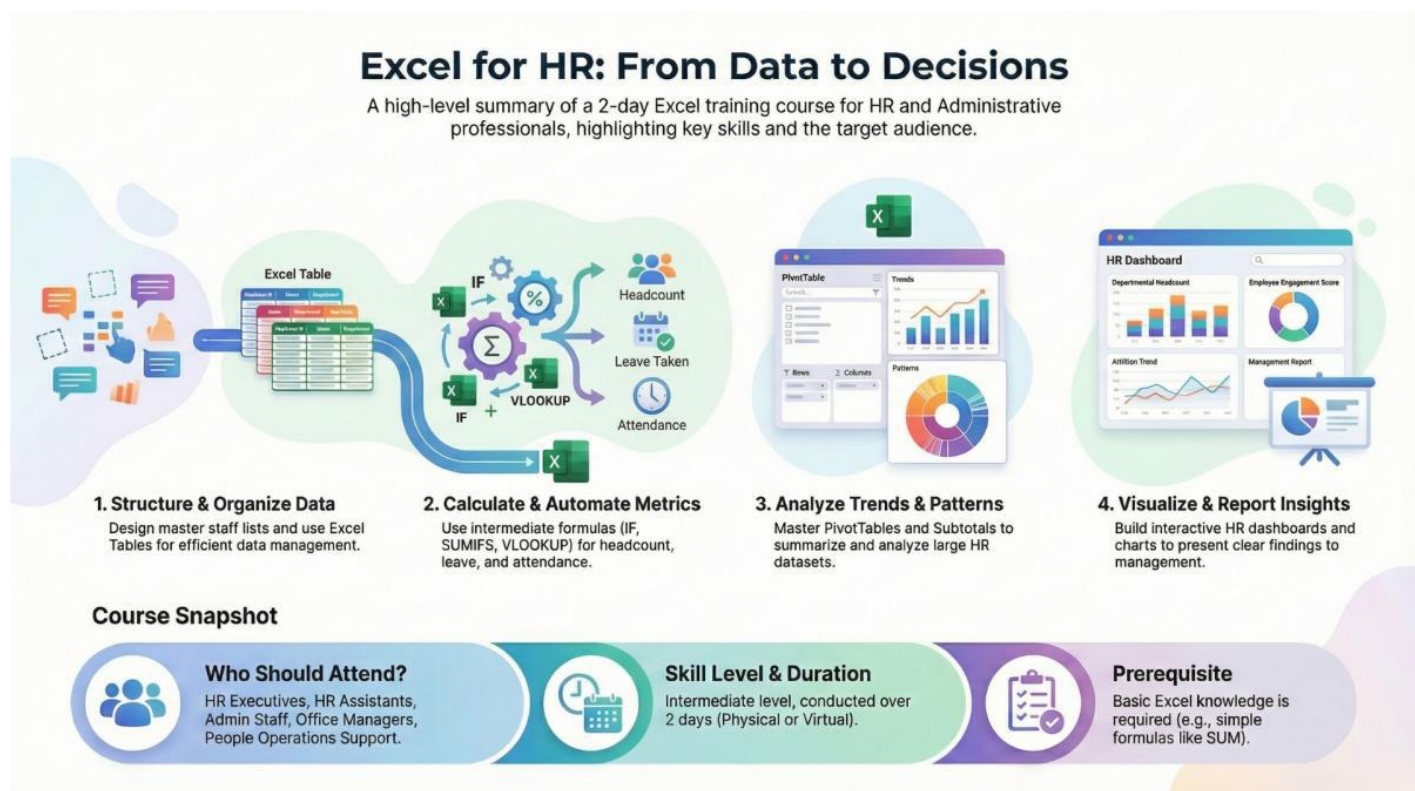 Excel for HR: From Data to Decisions
A high-level summary of a 2-day Excel training course for HR and Administrative
professionals, highlighting key skills and the target audience.
Excel Table
IF
%
Σ
X
X
X
IF
+
VLOOKUP
Headcount
Leave Taken
Attendance
X
X
PlvntTable
Rows
Σ Columns
Trends
Patterns
HR Dashboard
Departmental Headcount
Employee Engagement Score
Management Report
1. Structure & Organize Data
Design master staff lists and use Excel
Tables for efficient data management.
2. Calculate & Automate Metrics
Use intermediate formulas (IF,
SUMIFS, VLOOKUP) for headcount,
leave, and attendance.
3. Analyze Trends & Patterns
Master PivotTables and Subtotals to
summarize and analyze large HR
datasets.
4. Visualize & Report Insights
Build interactive HR dashboards and
charts to present clear findings to
management.
Course Snapshot
Who Should Attend?
HR Executives, HR Assistants,
Admin Staff, Office Managers,
People Operations Support.
Skill Level & Duration
Intermediate level, conducted over
2 days (Physical or Virtual).
Prerequisite
Basic Excel knowledge is
required (e.g., simple
formulas like SUM).